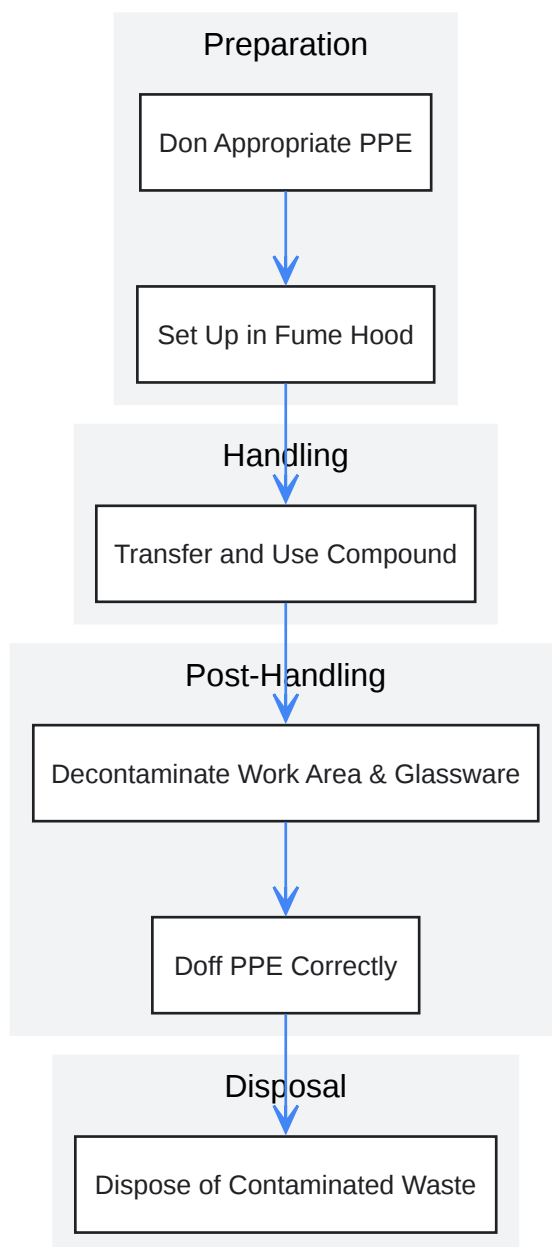 Preparation
Don Appropriate PPE
Set Up in Fume Hood
Handling
Transfer and Use Compound
Post-Handling
Decontaminate Work Area & Glassware
Doff PPE Correctly
Disposal
Dispose of Contaminated Waste